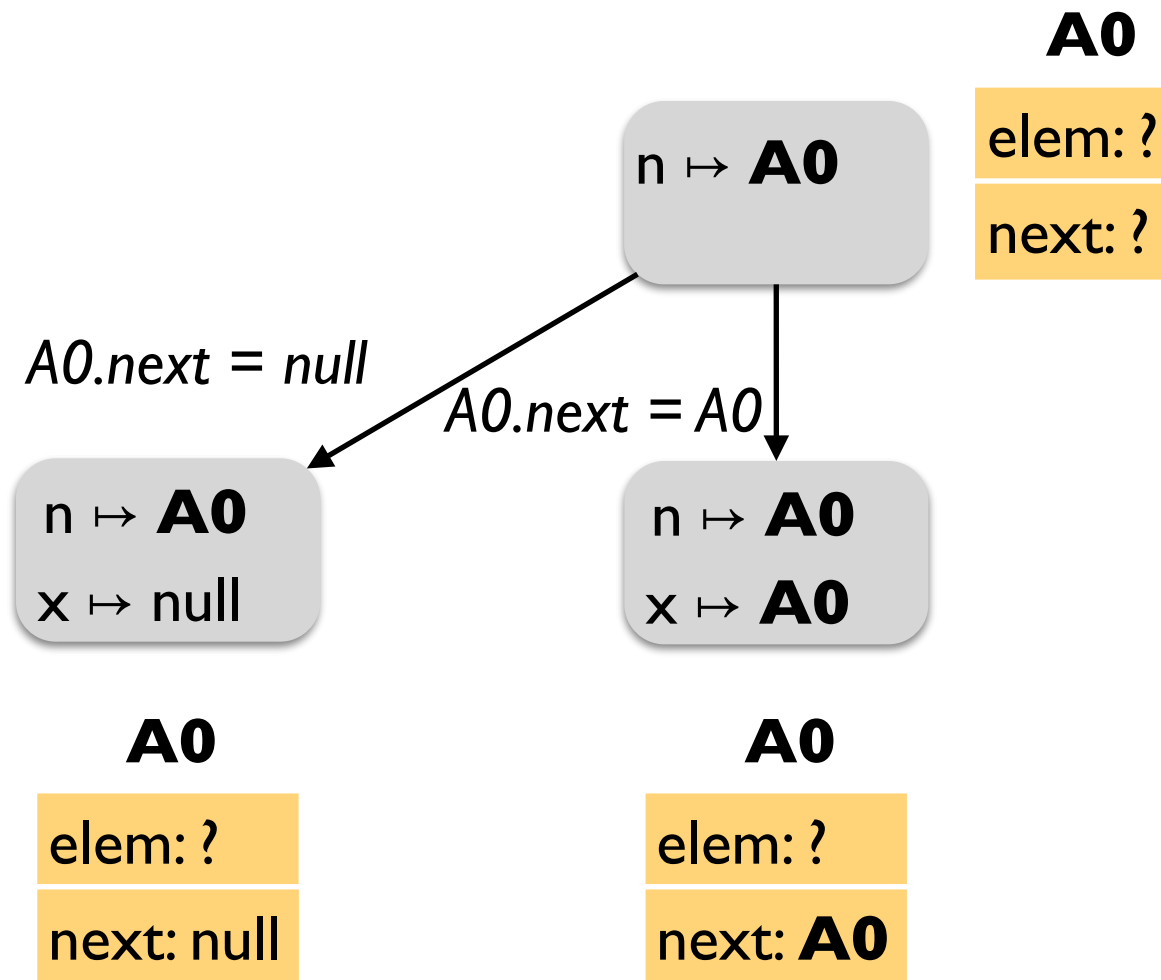 A0
n ↦ A0
elem: ?
next: ?
A0.next = null
A0.next = A0
n ↦ A0
x ↦ null
n ↦ A0
x ↦ A0
A0
elem: ?
next: null
A0
elem: ?
next: A0